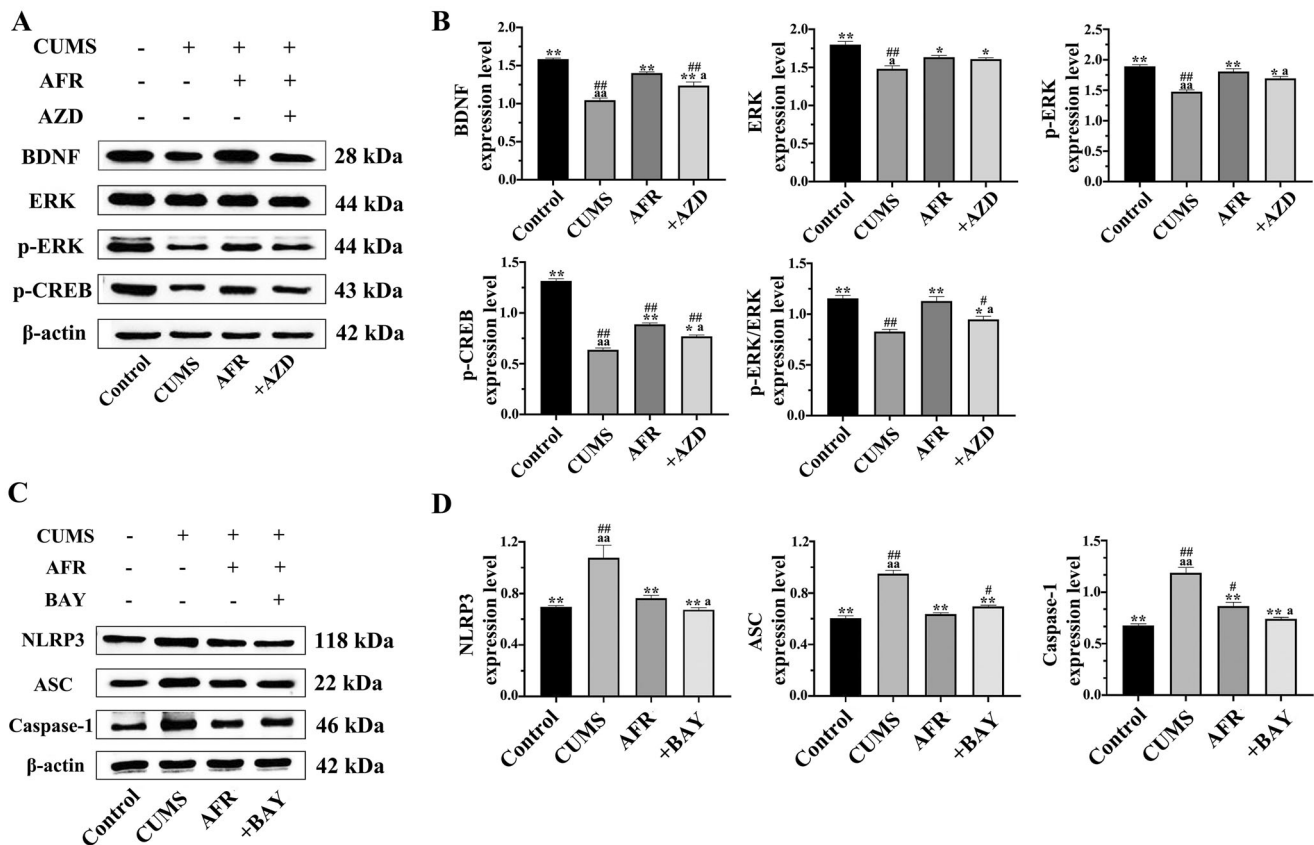 A
CUMS - + + +
AFR - - + +
AZD - - - +
BDNF 28 kDa
ERK 44 kDa
p-ERK 44 kDa
p-CREB 43 kDa
β-actin 42 kDa
Control CUMS AFR +AZD
B
BDNF
expression level
2.0
1.5
1.0
0.5
0.0
** ## aa ** ## ** a
Control CUMS AFR +AZD
ERK
expression level
2.0
1.5
1.0
0.5
0.0
** ## a * *
Control CUMS AFR +AZD
p-ERK
expression level
2.5
2.0
1.5
1.0
0.5
0.0
** ## aa ** * a
Control CUMS AFR +AZD
p-CREB
expression level
1.5
1.0
0.5
0.0
** ## aa ## ** ## * a
Control CUMS AFR +AZD
p-ERK/ERK
expression level
1.5
1.0
0.5
0.0
** ## ** # * a
Control CUMS AFR +AZD
C
CUMS - + + +
AFR - - + +
BAY - - - +
NLRP3 118 kDa
ASC 22 kDa
Caspase-1 46 kDa
β-actin 42 kDa
Control CUMS AFR +BAY
D
NLRP3
expression level
1.2
0.9
0.6
0.3
0.0
** ## aa ** ** a
Control CUMS AFR +BAY
ASC
expression level
1.2
0.9
0.6
0.3
0.0
** ## aa ** # **
Control CUMS AFR +BAY
Caspase-1
expression level
1.5
1.0
0.5
0.0
** ## aa # ** ** a
Control CUMS AFR +BAY